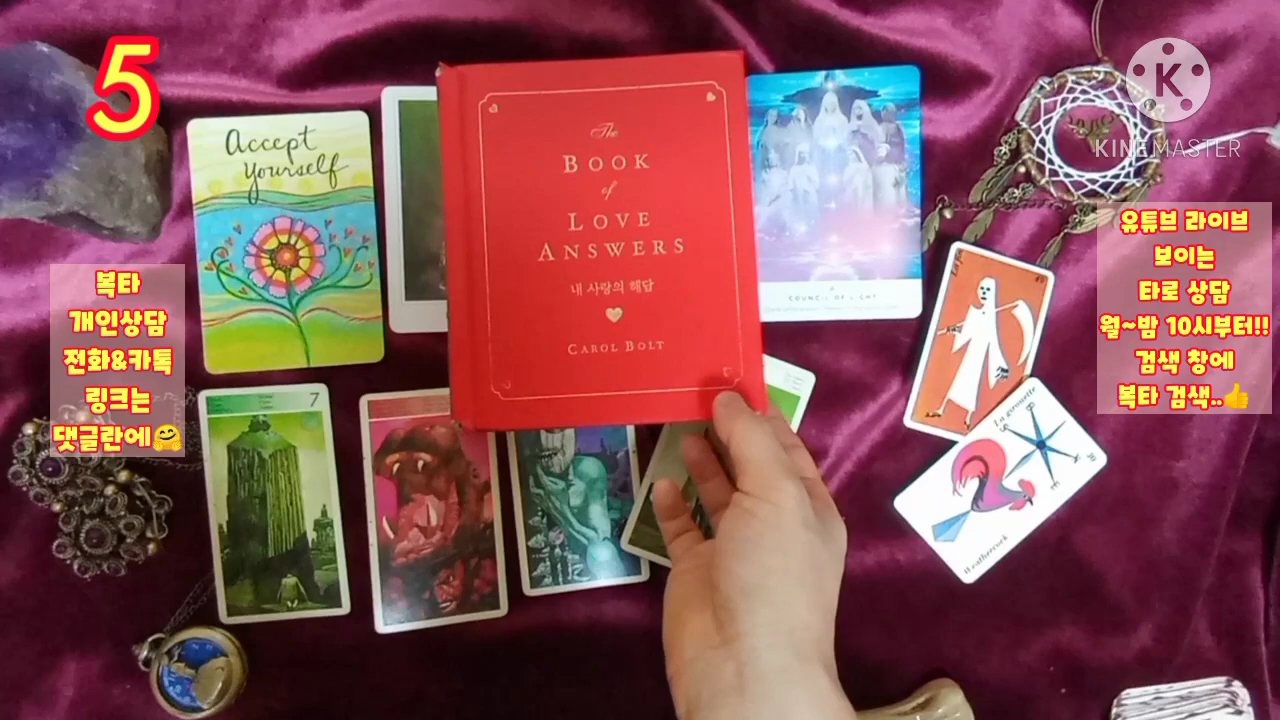 5
Accept
Yourself
The
BOOK
of
LOVE
ANSWERS
내 사랑의 해답
CAROL BOLT
COUNCIL OF LIGHT
KINEMASTER
유튜브 라이브
보이는
타로 상담
월~밤 10시부터!!
검색 창에
복타 검색..👍
복타
개인상담
전화&카톡
링크는
댓글란에🤗
7
La girouette
Weathercock